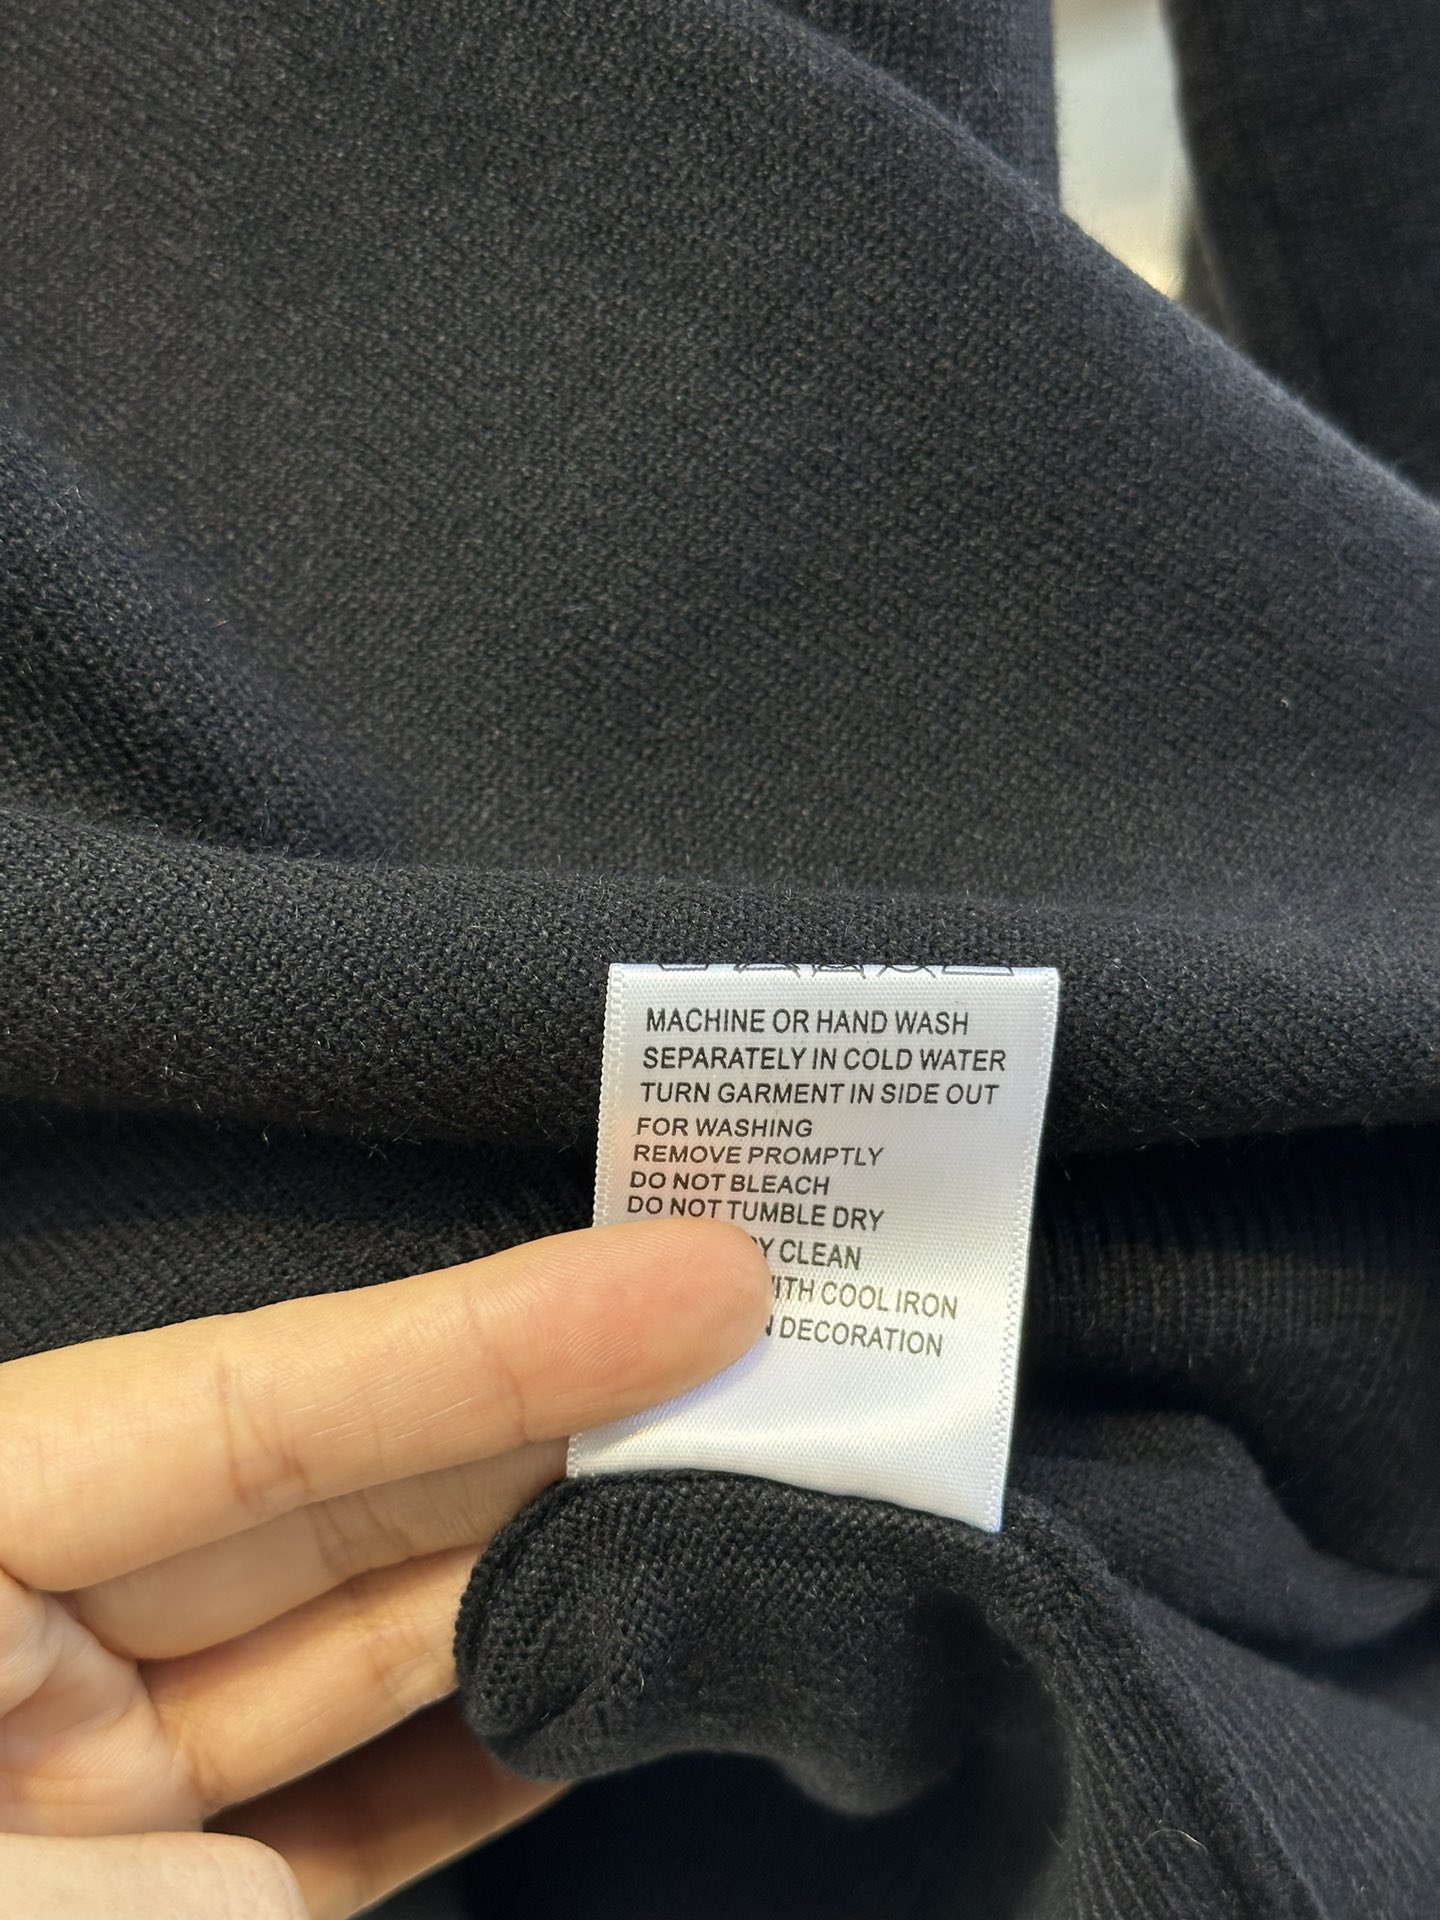 MACHINE OR HAND WASH
SEPARATELY IN COLD WATER
TURN GARMENT IN SIDE OUT
FOR WASHING
REMOVE PROMPTLY
DO NOT BLEACH
DO NOT TUMBLE DRY
CLEAN
COOL IRON
DECORATION